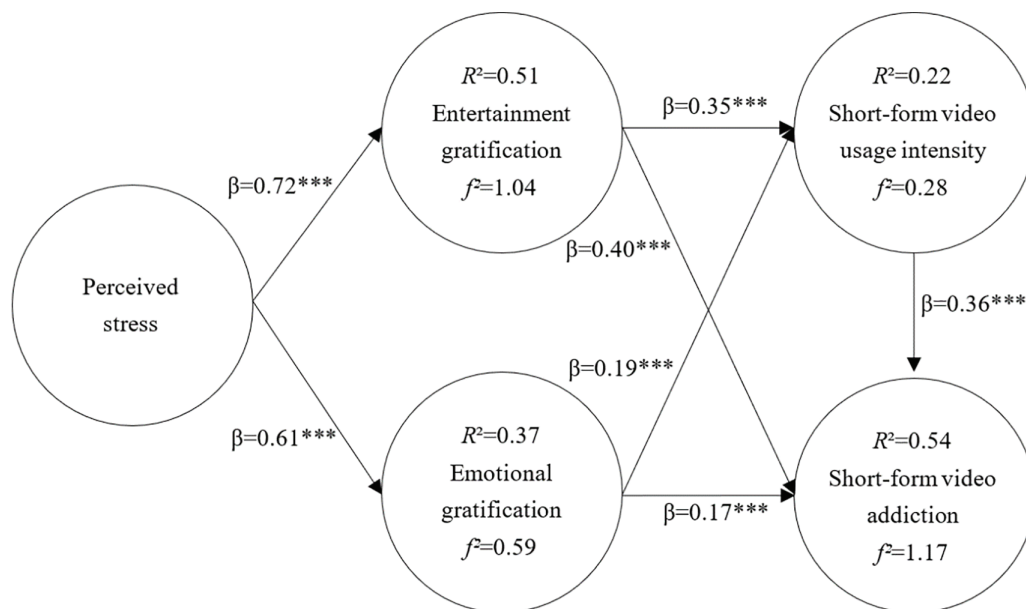 R²=0.51
Entertainment
gratification
f²=1.04
R²=0.22
Short-form video
usage intensity
f²=0.28
β=0.35***
β=0.72***
β=0.40***
Perceived
stress
β=0.36***
β=0.19***
β=0.61***
R²=0.37
Emotional
gratification
f²=0.59
β=0.17***
R²=0.54
Short-form video
addiction
f²=1.17